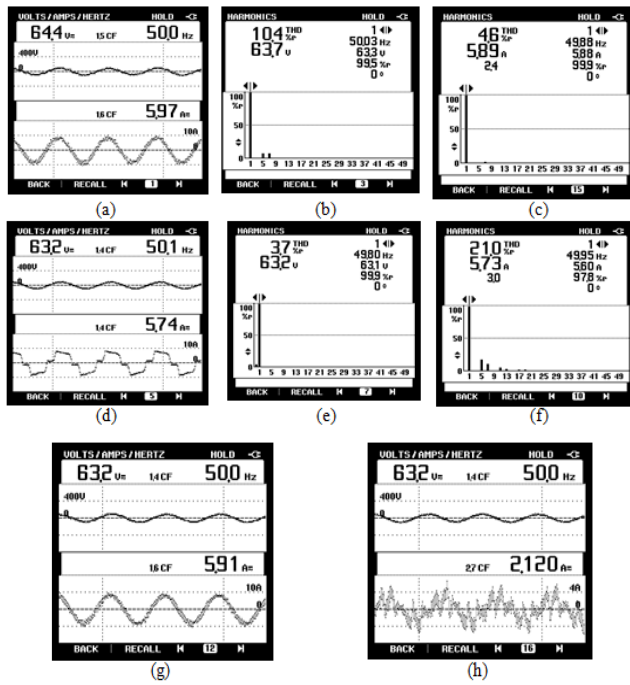 VOLTS/AMPS/HERTZ HOLD
64,4 V= 1,5 CF 50,0 Hz
400V
0
1,6 CF 5,97 A=
10A
0
BACK RECALL 1
(a)
HARMONICS HOLD
10,4 THD %r 1
63,7 V 50,03 Hz
63,3 V
99,5 %r
0 °
100
%r
50
0
1 5 9 13 17 21 25 29 33 37 41 45 49
BACK RECALL 3
(b)
HARMONICS HOLD
4,6 THD %r 1
5,89 A 49,88 Hz
2,4 5,88 A
99,9 %r
0 °
100
%r
50
0
1 5 9 13 17 21 25 29 33 37 41 45 49
BACK RECALL 15
(c)
VOLTS/AMPS/HERTZ HOLD
63,2 V= 1,4 CF 50,1 Hz
400V
0
1,4 CF 5,74 A=
10A
0
BACK RECALL 5
(d)
HARMONICS HOLD
3,7 THD %r 1
63,2 V 49,80 Hz
63,1 V
99,9 %r
0 °
100
%r
50
0
1 5 9 13 17 21 25 29 33 37 41 45 49
BACK RECALL 7
(e)
HARMONICS HOLD
21,0 THD %r 1
5,73 A 49,95 Hz
3,0 5,60 A
97,8 %r
0 °
100
%r
50
0
1 5 9 13 17 21 25 29 33 37 41 45 49
BACK RECALL 10
(f)
VOLTS/AMPS/HERTZ HOLD
63,2 V= 1,4 CF 50,0 Hz
400V
0
1,6 CF 5,91 A=
10A
0
BACK RECALL 12
(g)
VOLTS/AMPS/HERTZ HOLD
63,2 V= 1,4 CF 50,0 Hz
400V
0
2,7 CF 2,120 A=
4A
0
BACK RECALL 16
(h)